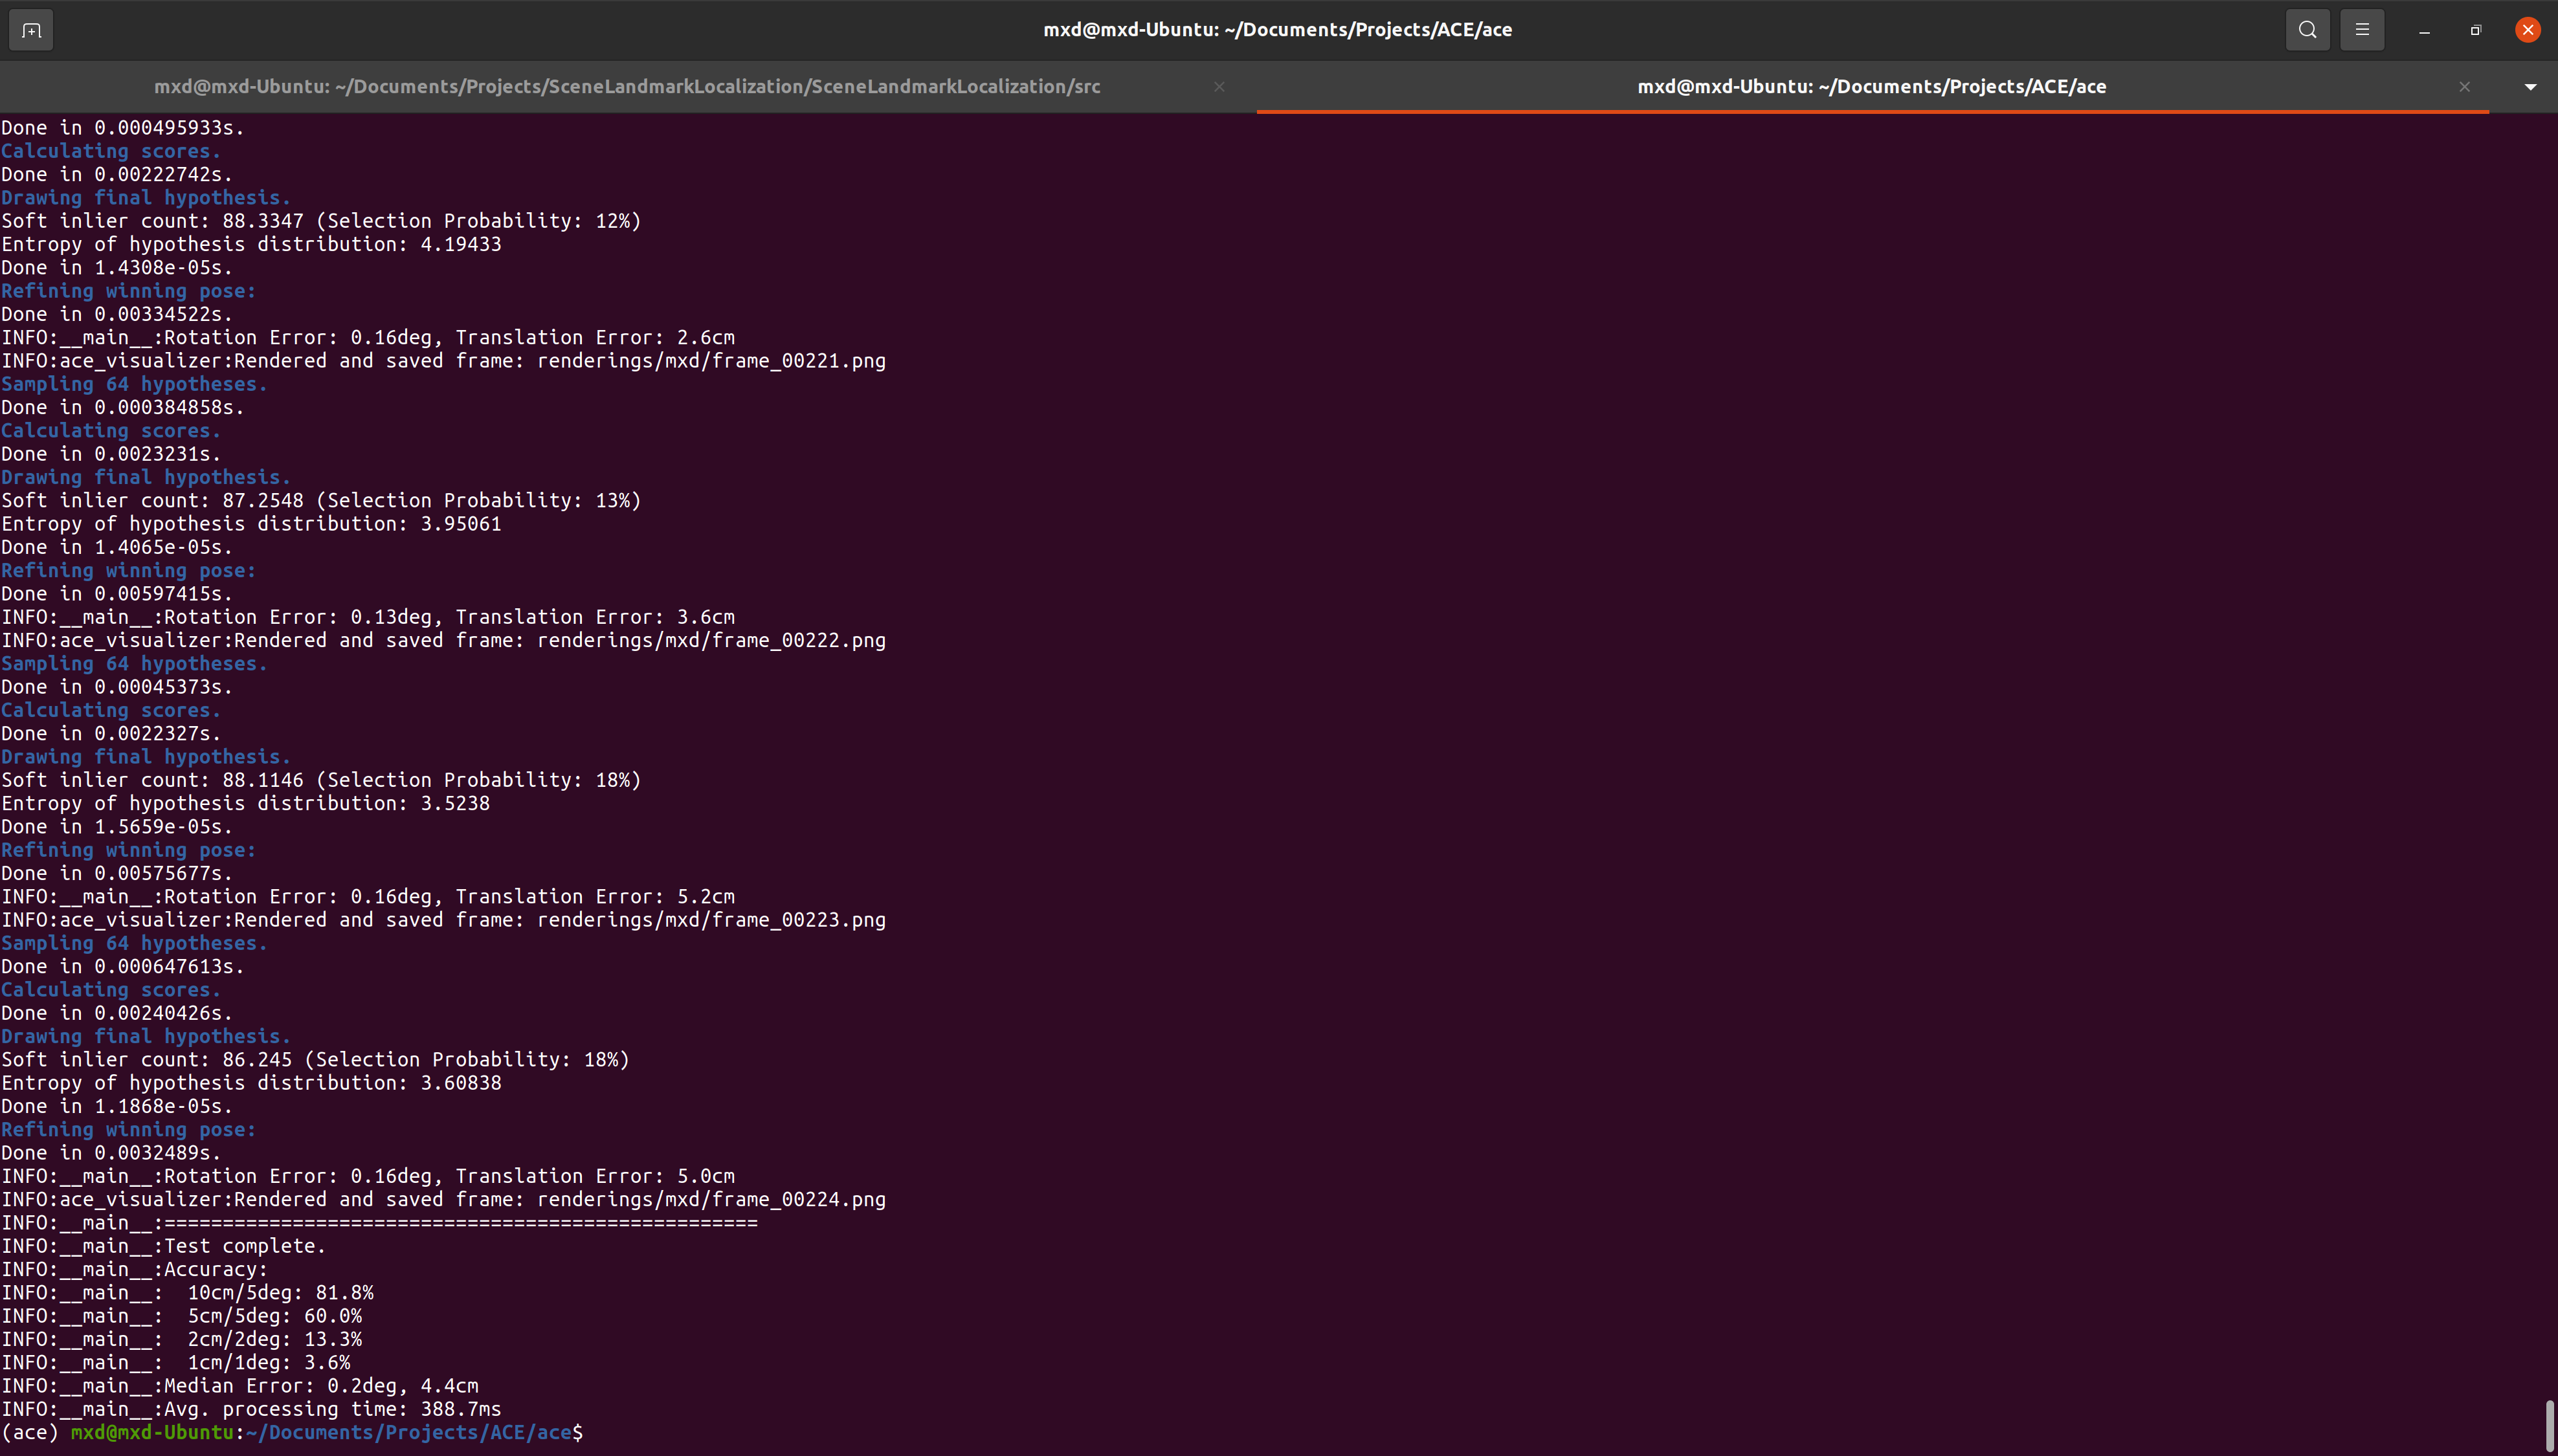 mxd@mxd-Ubuntu: ~/Documents/Projects/ACE/ace
mxd@mxd-Ubuntu: ~/Documents/Projects/SceneLandmarkLocalization/SceneLandmarkLocalization/src
mxd@mxd-Ubuntu: ~/Documents/Projects/ACE/ace
Done in 0.000495933s.
Calculating scores.
Done in 0.00222742s.
Drawing final hypothesis.
Soft inlier count: 88.3347 (Selection Probability: 12%)
Entropy of hypothesis distribution: 4.19433
Done in 1.4308e-05s.
Refining winning pose:
Done in 0.00334522s.
INFO:__main__:Rotation Error: 0.16deg, Translation Error: 2.6cm
INFO:ace_visualizer:Rendered and saved frame: renderings/mxd/frame_00221.png
Sampling 64 hypotheses.
Done in 0.000384858s.
Calculating scores.
Done in 0.0023231s.
Drawing final hypothesis.
Soft inlier count: 87.2548 (Selection Probability: 13%)
Entropy of hypothesis distribution: 3.95061
Done in 1.4065e-05s.
Refining winning pose:
Done in 0.00597415s.
INFO:__main__:Rotation Error: 0.13deg, Translation Error: 3.6cm
INFO:ace_visualizer:Rendered and saved frame: renderings/mxd/frame_00222.png
Sampling 64 hypotheses.
Done in 0.00045373s.
Calculating scores.
Done in 0.0022327s.
Drawing final hypothesis.
Soft inlier count: 88.1146 (Selection Probability: 18%)
Entropy of hypothesis distribution: 3.5238
Done in 1.5659e-05s.
Refining winning pose:
Done in 0.00575677s.
INFO:__main__:Rotation Error: 0.16deg, Translation Error: 5.2cm
INFO:ace_visualizer:Rendered and saved frame: renderings/mxd/frame_00223.png
Sampling 64 hypotheses.
Done in 0.000647613s.
Calculating scores.
Done in 0.00240426s.
Drawing final hypothesis.
Soft inlier count: 86.245 (Selection Probability: 18%)
Entropy of hypothesis distribution: 3.60838
Done in 1.1868e-05s.
Refining winning pose:
Done in 0.0032489s.
INFO:__main__:Rotation Error: 0.16deg, Translation Error: 5.0cm
INFO:ace_visualizer:Rendered and saved frame: renderings/mxd/frame_00224.png
INFO:__main__:===================================================
INFO:__main__:Test complete.
INFO:__main__:Accuracy:
INFO:__main__:  10cm/5deg: 81.8%
INFO:__main__:  5cm/5deg: 60.0%
INFO:__main__:  2cm/2deg: 13.3%
INFO:__main__:  1cm/1deg: 3.6%
INFO:__main__:Median Error: 0.2deg, 4.4cm
INFO:__main__:Avg. processing time: 388.7ms
(ace) mxd@mxd-Ubuntu:~/Documents/Projects/ACE/ace$